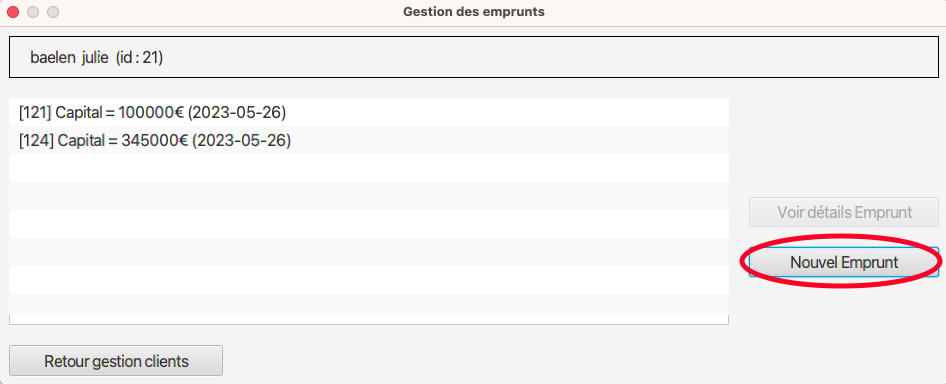 Gestion des emprunts
baelen julie (id : 21)
[121] Capital = 100000€ (2023-05-26)
[124] Capital = 345000€ (2023-05-26)
Voir détails Emprunt
Nouvel Emprunt
Retour gestion clients